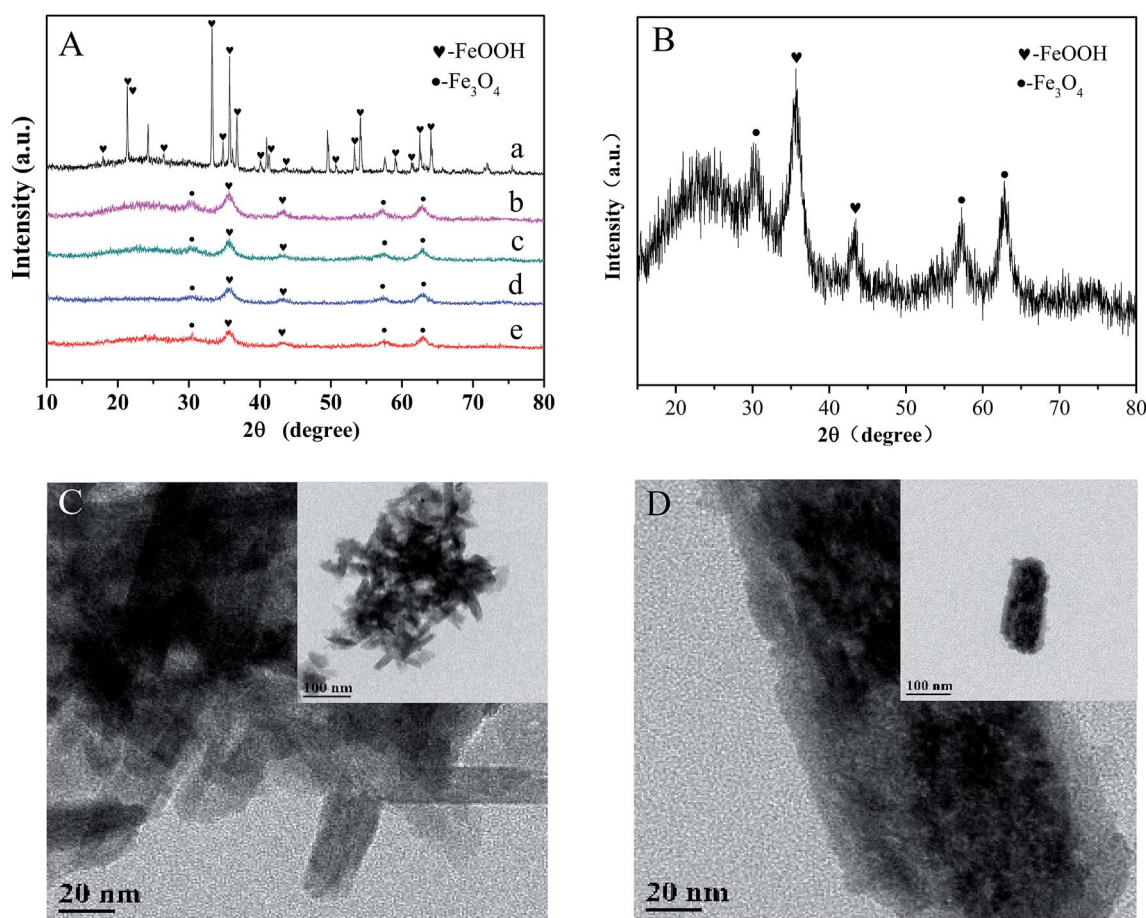 A
♥-FeOOH
●-Fe3O4
a
b
c
d
e
Intensity (a.u.)
10 20 30 40 50 60 70 80
2θ (degree)
B
♥-FeOOH
●-Fe3O4
Intensity (a.u.)
20 30 40 50 60 70 80
2θ (degree)
C
100 nm
20 nm
D
100 nm
20 nm